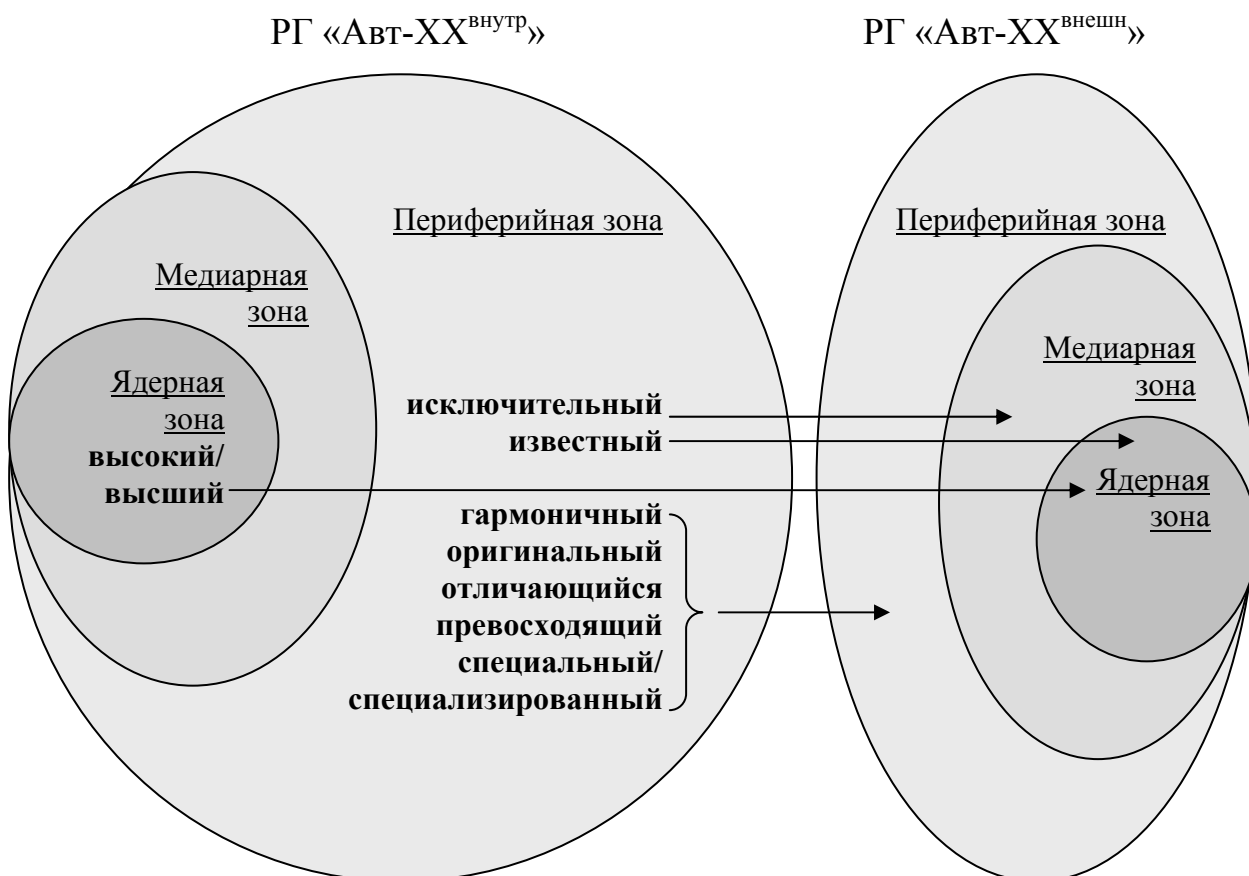 РГ «Авт-XX^внутр»
РГ «Авт-XX^внешн»
Периферийная зона
Периферийная зона
Медиарная
зона
Медиарная
зона
Ядерная
зона
высокий/
высший
исключительный
известный
Ядерная
зона
гармоничный
оригинальный
отличающийся
превосходящий
специальный/
специализированный